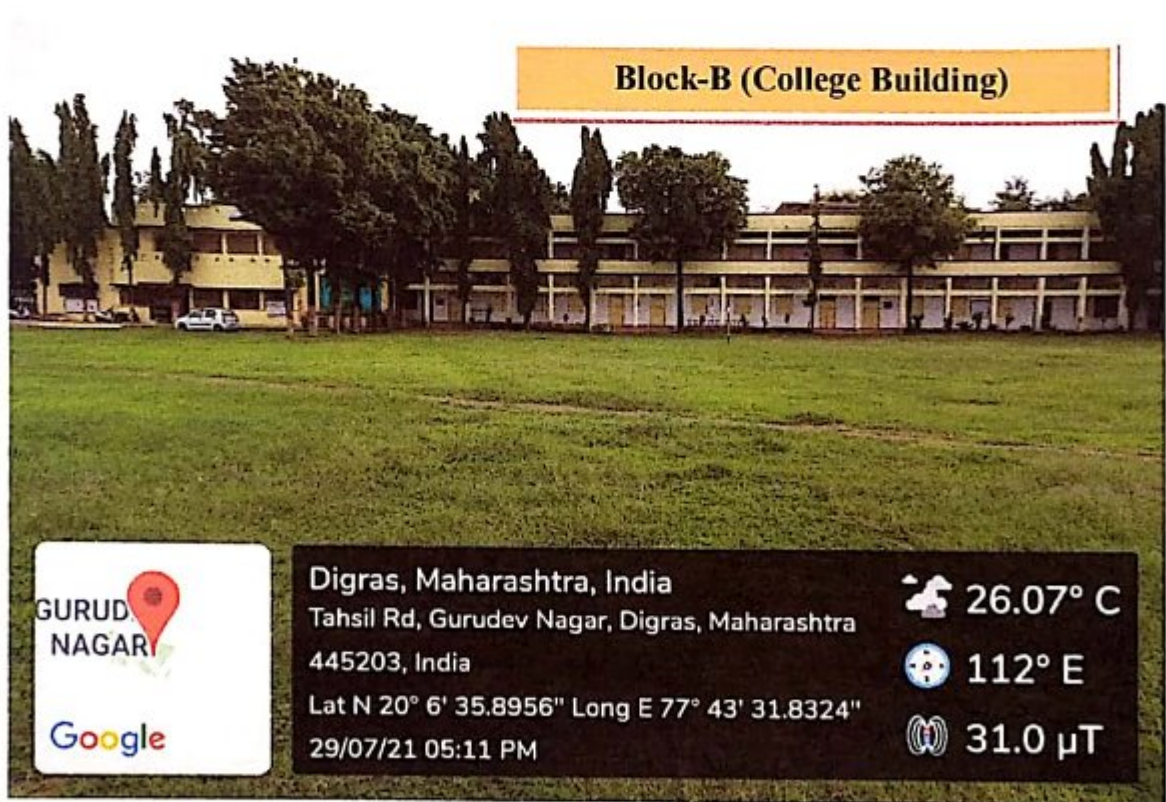 Block-B (College Building)
GURUD
NAGAR
Google
Digras, Maharashtra, India
Tahsil Rd, Gurudev Nagar, Digras, Maharashtra
445203, India
Lat N 20° 6' 35.8956" Long E 77° 43' 31.8324"
29/07/21 05:11 PM
26.07° C
112° E
31.0 µT